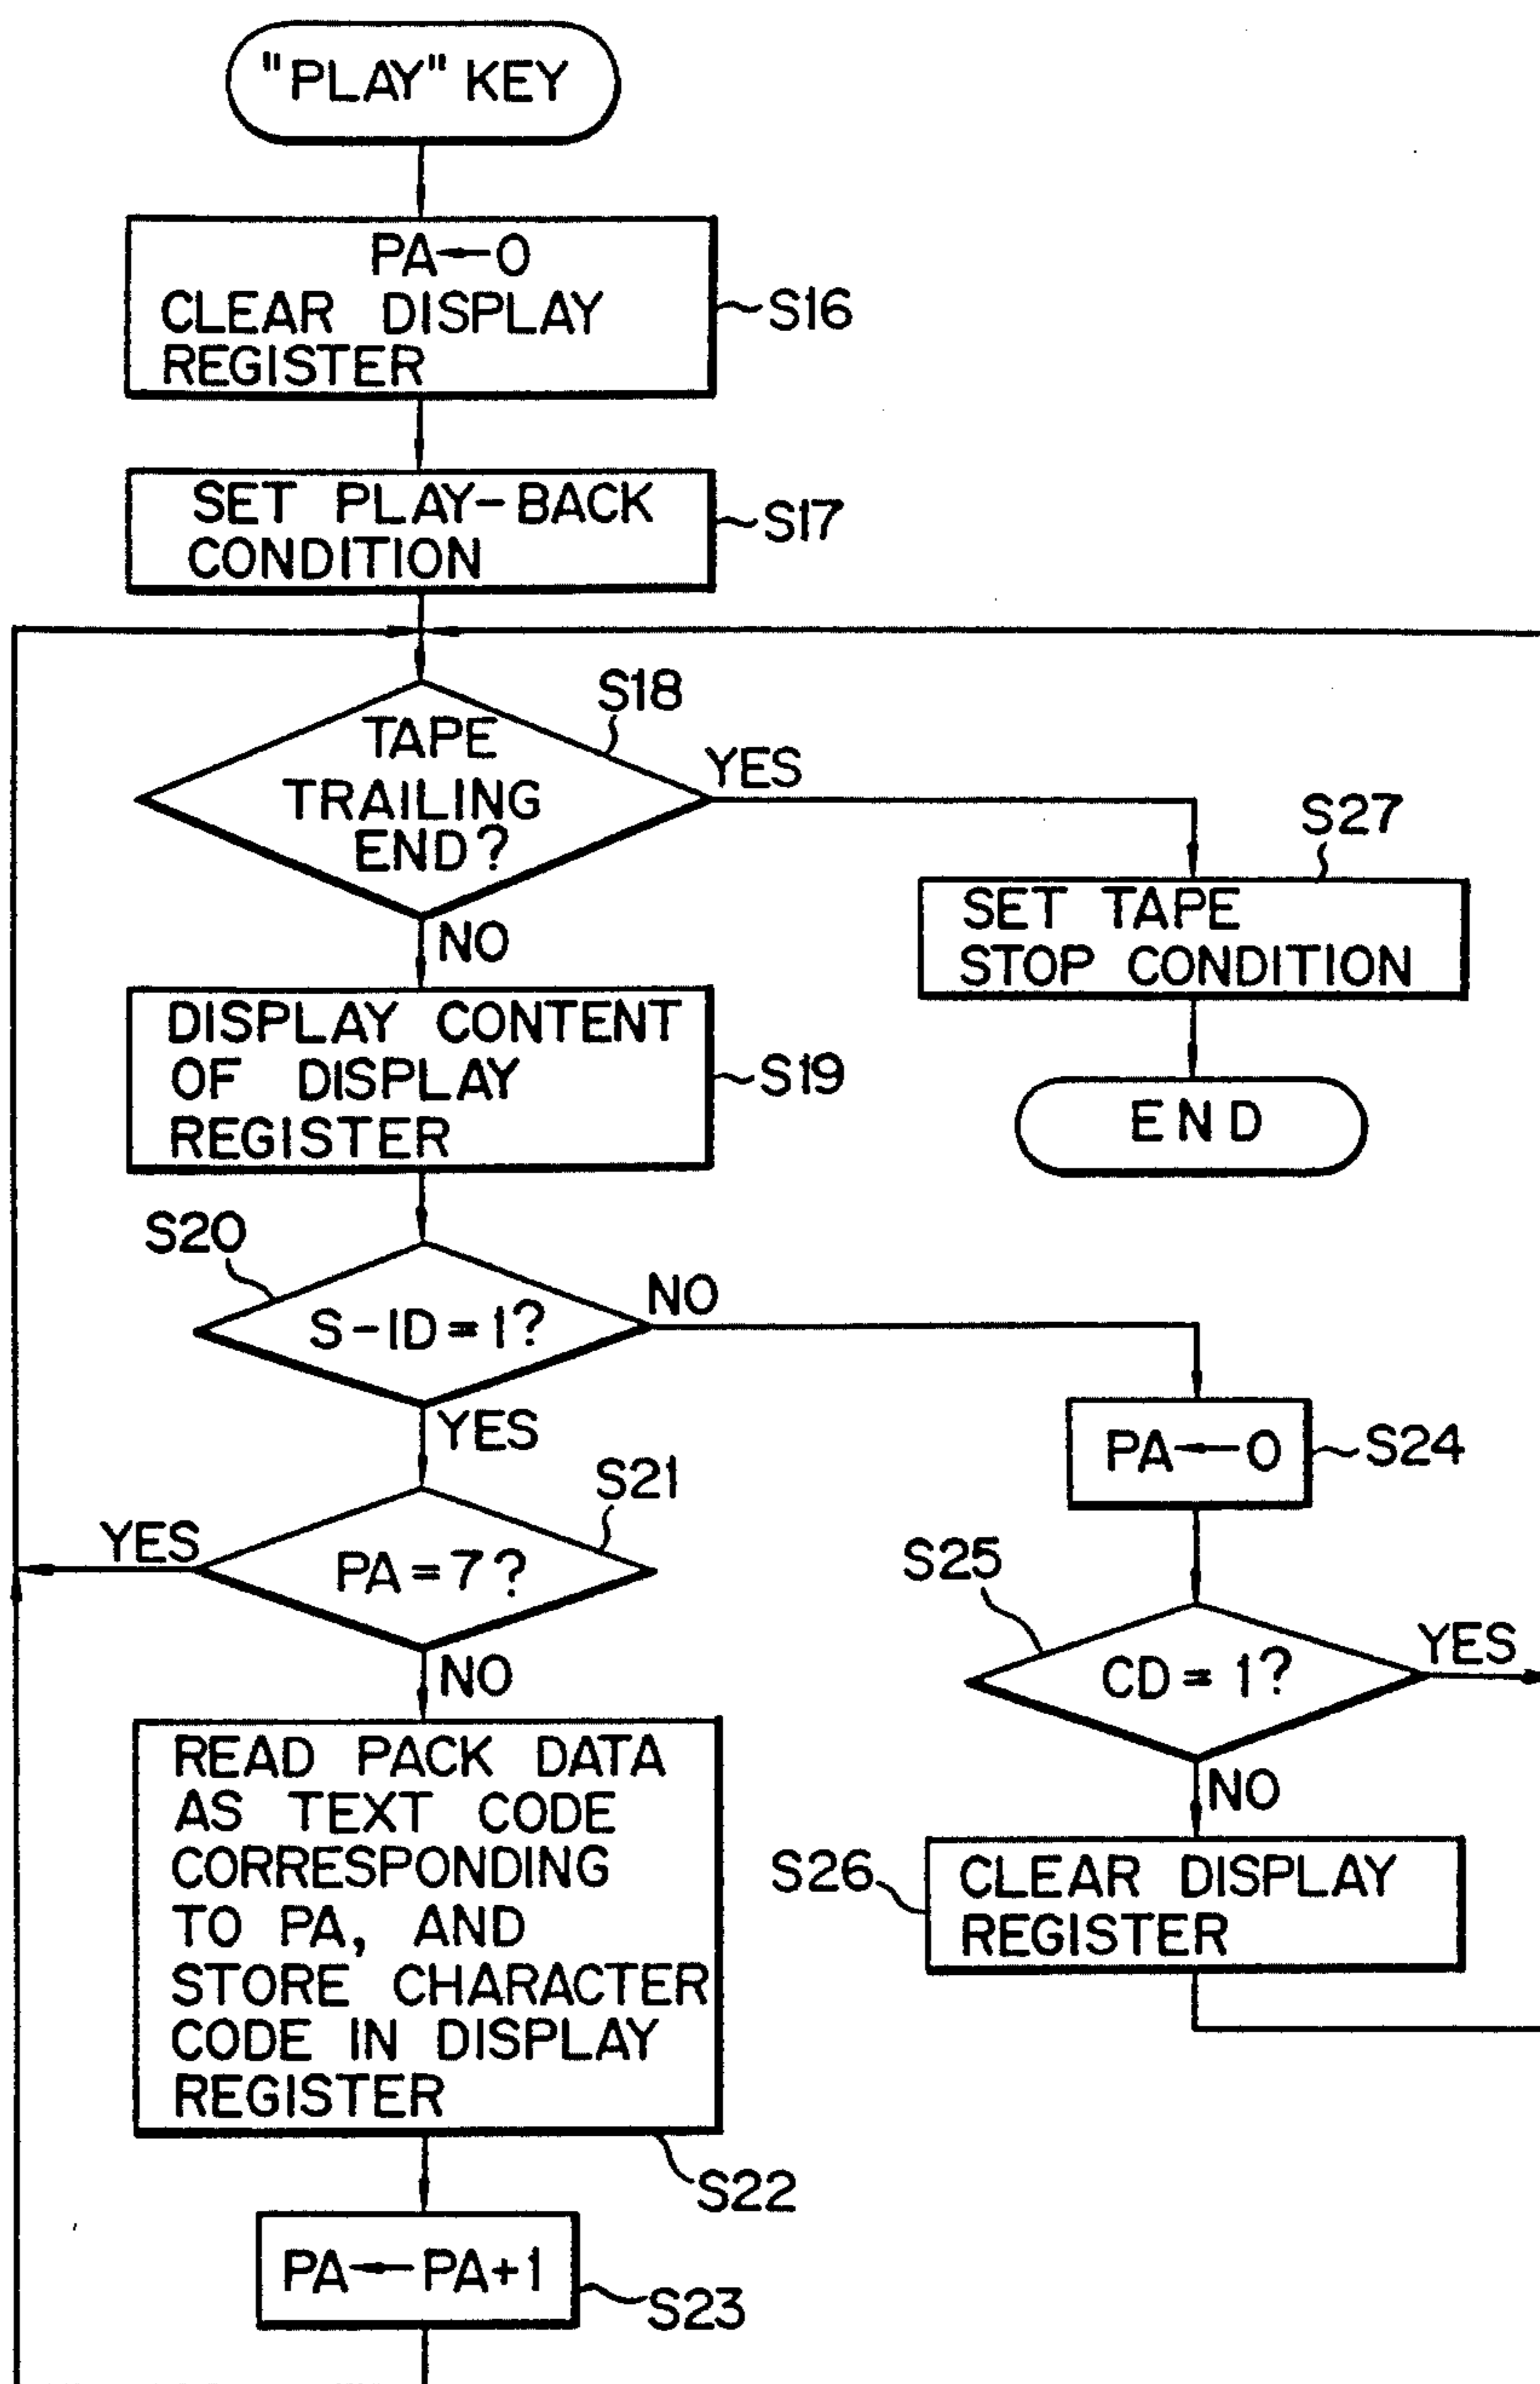 "PLAY" KEY
PA←0
CLEAR DISPLAY
REGISTER
S16
SET PLAY-BACK
CONDITION
S17
S18
TAPE
TRAILING
END?
YES
NO
S27
SET TAPE
STOP CONDITION
END
DISPLAY CONTENT
OF DISPLAY
REGISTER
S19
S20
S-ID=1?
NO
YES
S21
PA=7?
YES
NO
PA←0
S24
S25
CD=1?
YES
NO
READ PACK DATA
AS TEXT CODE
CORRESPONDING
TO PA, AND
STORE CHARACTER
CODE IN DISPLAY
REGISTER
S22
S26
CLEAR DISPLAY
REGISTER
PA←PA+1
S23